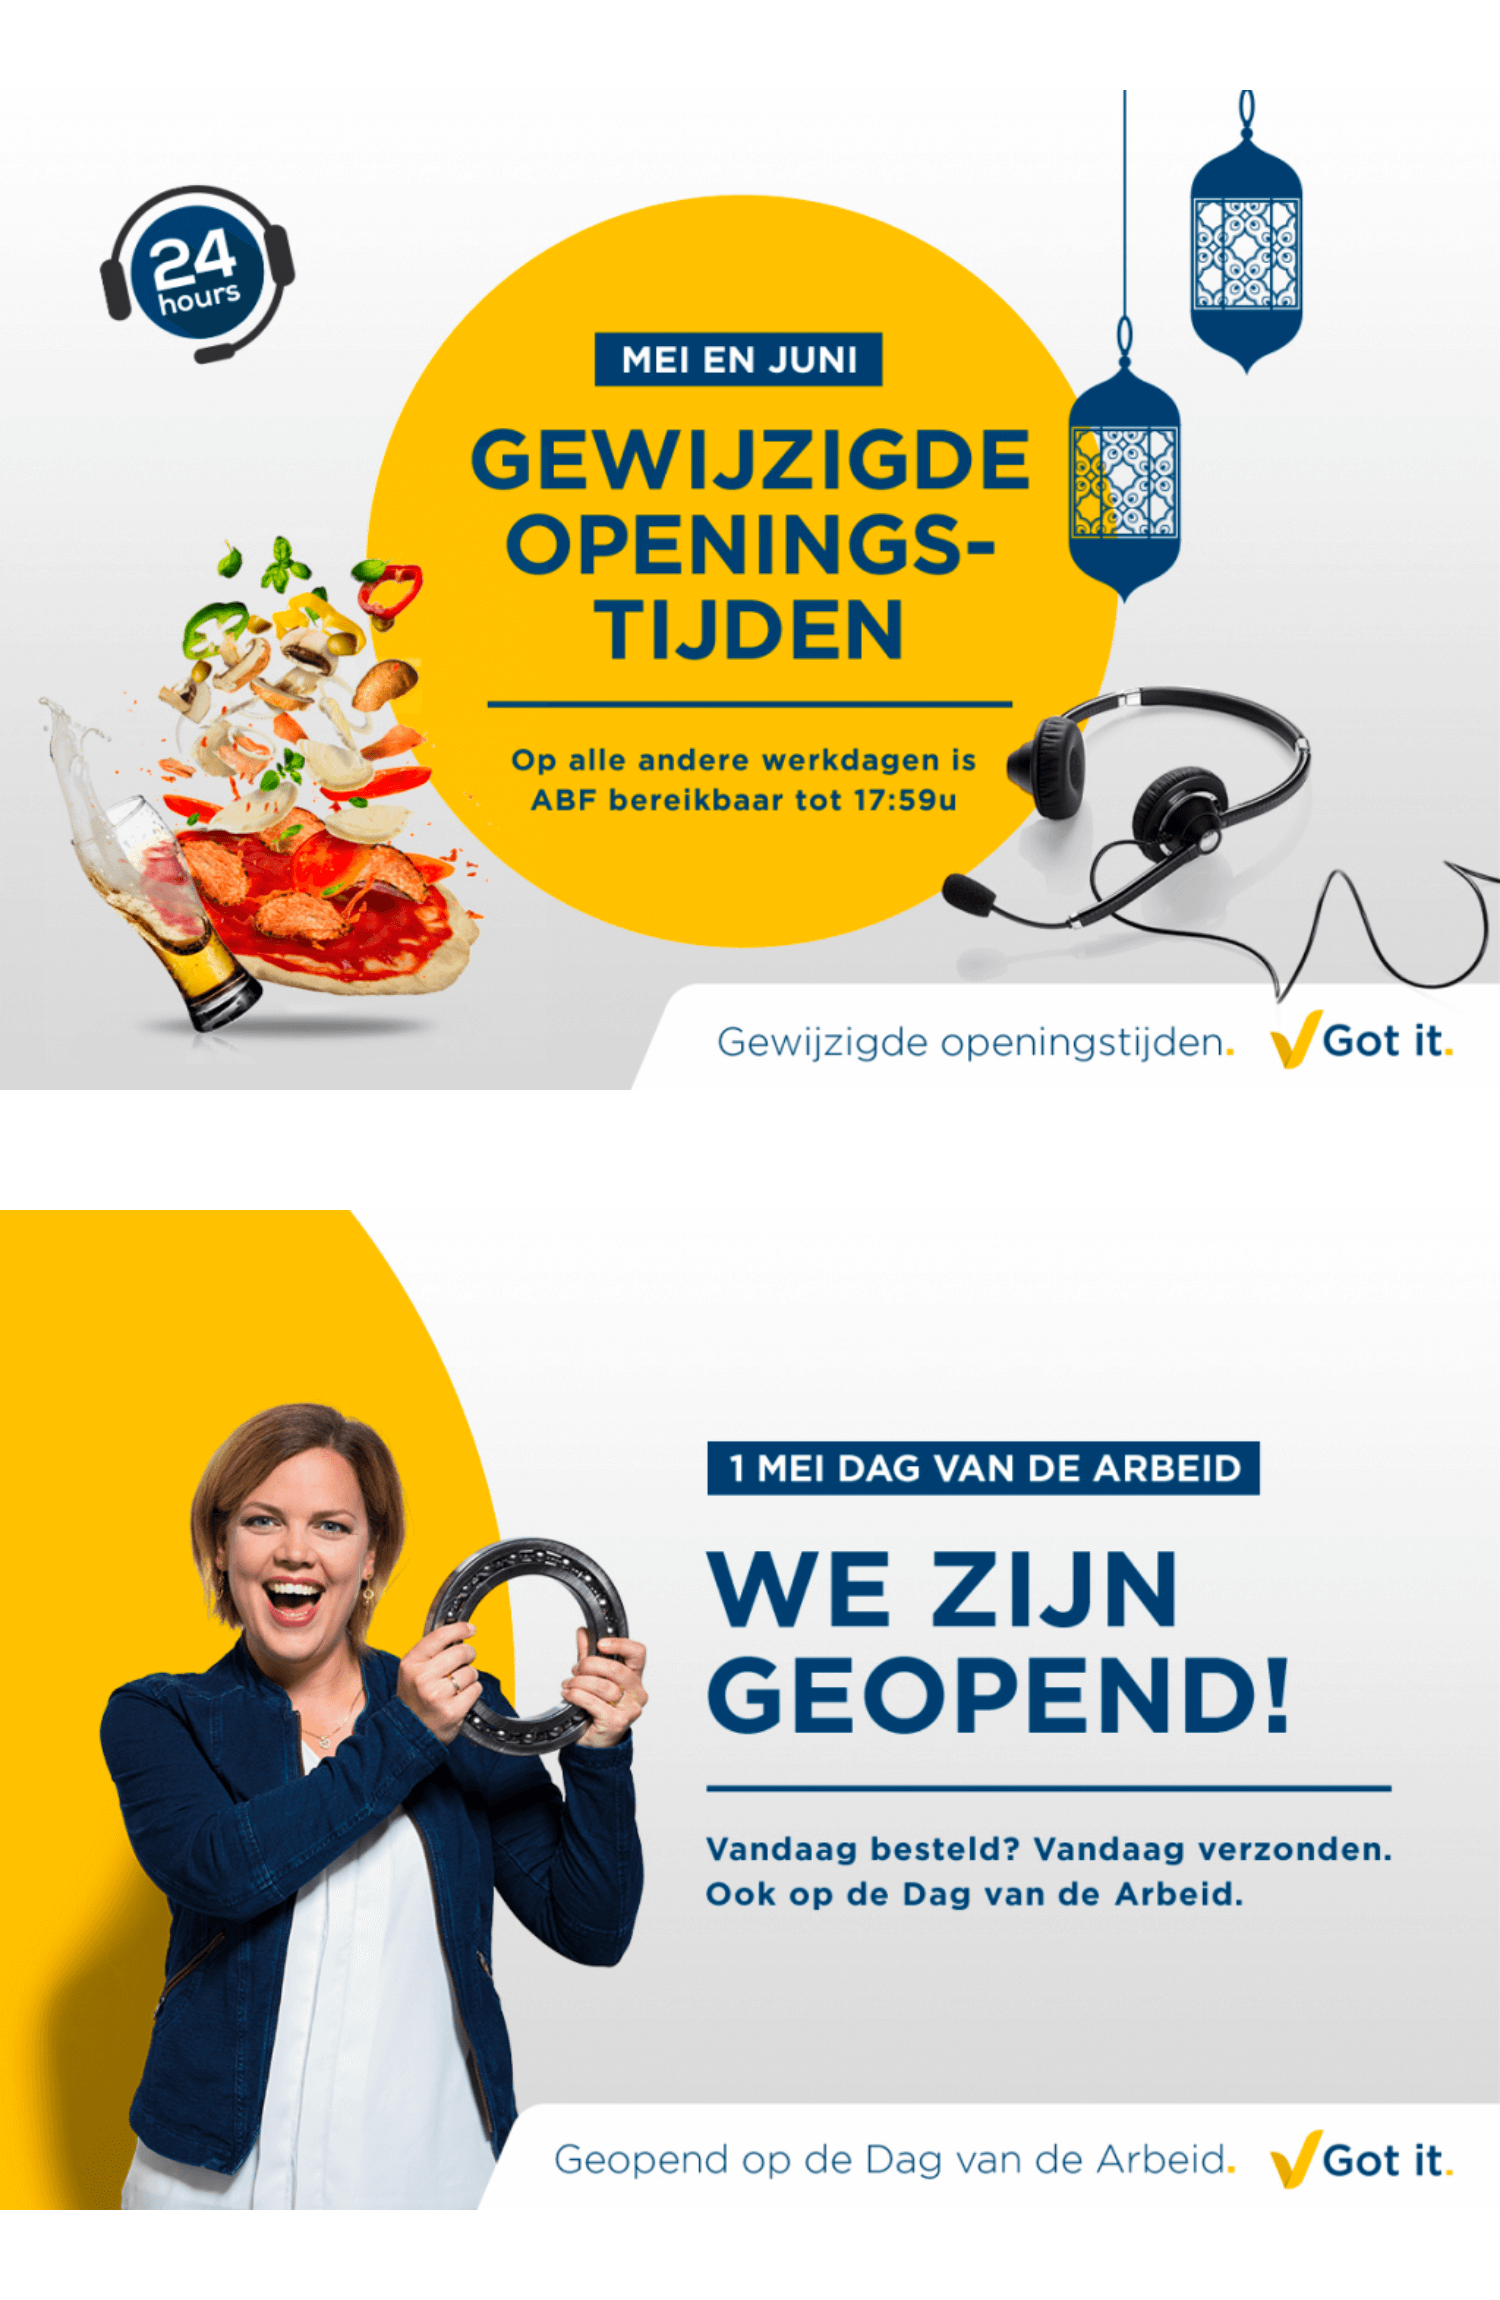 24
hours
MEI EN JUNI
GEWIJZIGDE
OPENINGS-
TIJDEN
Op alle andere werkdagen is
ABF bereikbaar tot 17:59u
Gewijzigde openingstijden. Got it.
1 MEI DAG VAN DE ARBEID
WE ZIJN
GEOPEND!
Vandaag besteld? Vandaag verzonden.
Ook op de Dag van de Arbeid.
Geopend op de Dag van de Arbeid. Got it.